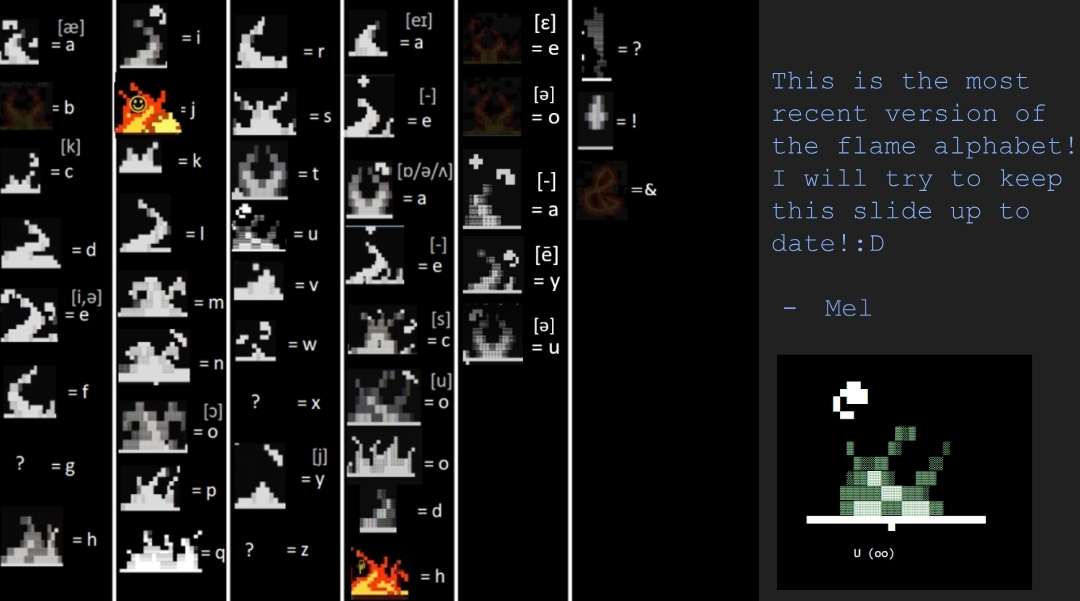 [æ]
= a
= b
[k]
= c
= d
[i,ə]
= e
= f
? = g
= h
= i
= j
= k
= l
= m
= n
[ɔ]
= o
= p
= q
= r
= s
= t
= u
= v
= w
? = x
[j]
= y
? = z
[eɪ]
= a
[-]
= e
[ɒ/ə/ʌ]
= a
[-]
= e
[s]
= c
[u]
= o
= o
= d
= h
[ɛ]
= e
[ə]
= o
[-]
= a
[ē]
= y
[ə]
= u
= ?
= !
= &
This is the most
recent version of
the flame alphabet!
I will try to keep
this slide up to
date!:D
- Mel
U (oo)